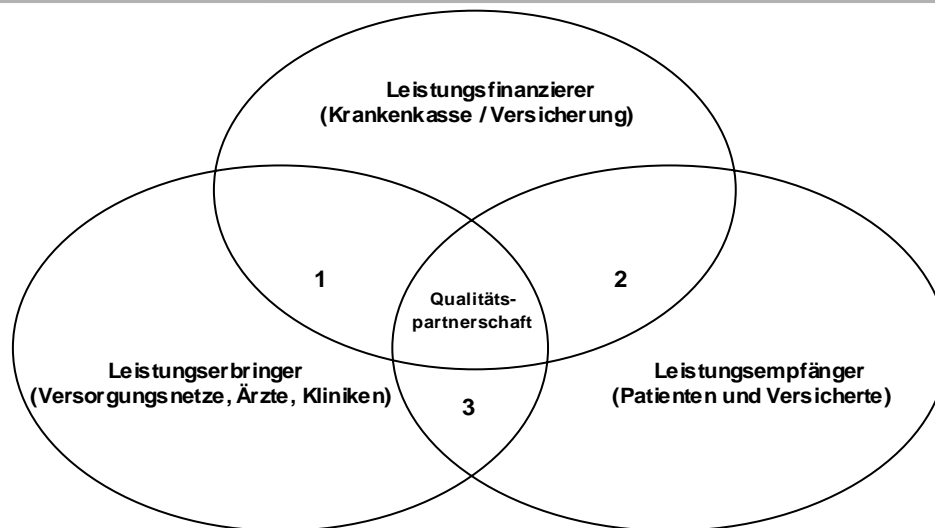 Leistungsfinanzierer
(Krankenkasse / Versicherung)
1
2
Qualitäts-
partnerschaft
Leistungserbringer
(Versorgungsnetze, Ärzte, Kliniken)
Leistungsempfänger
(Patienten und Versicherte)
3